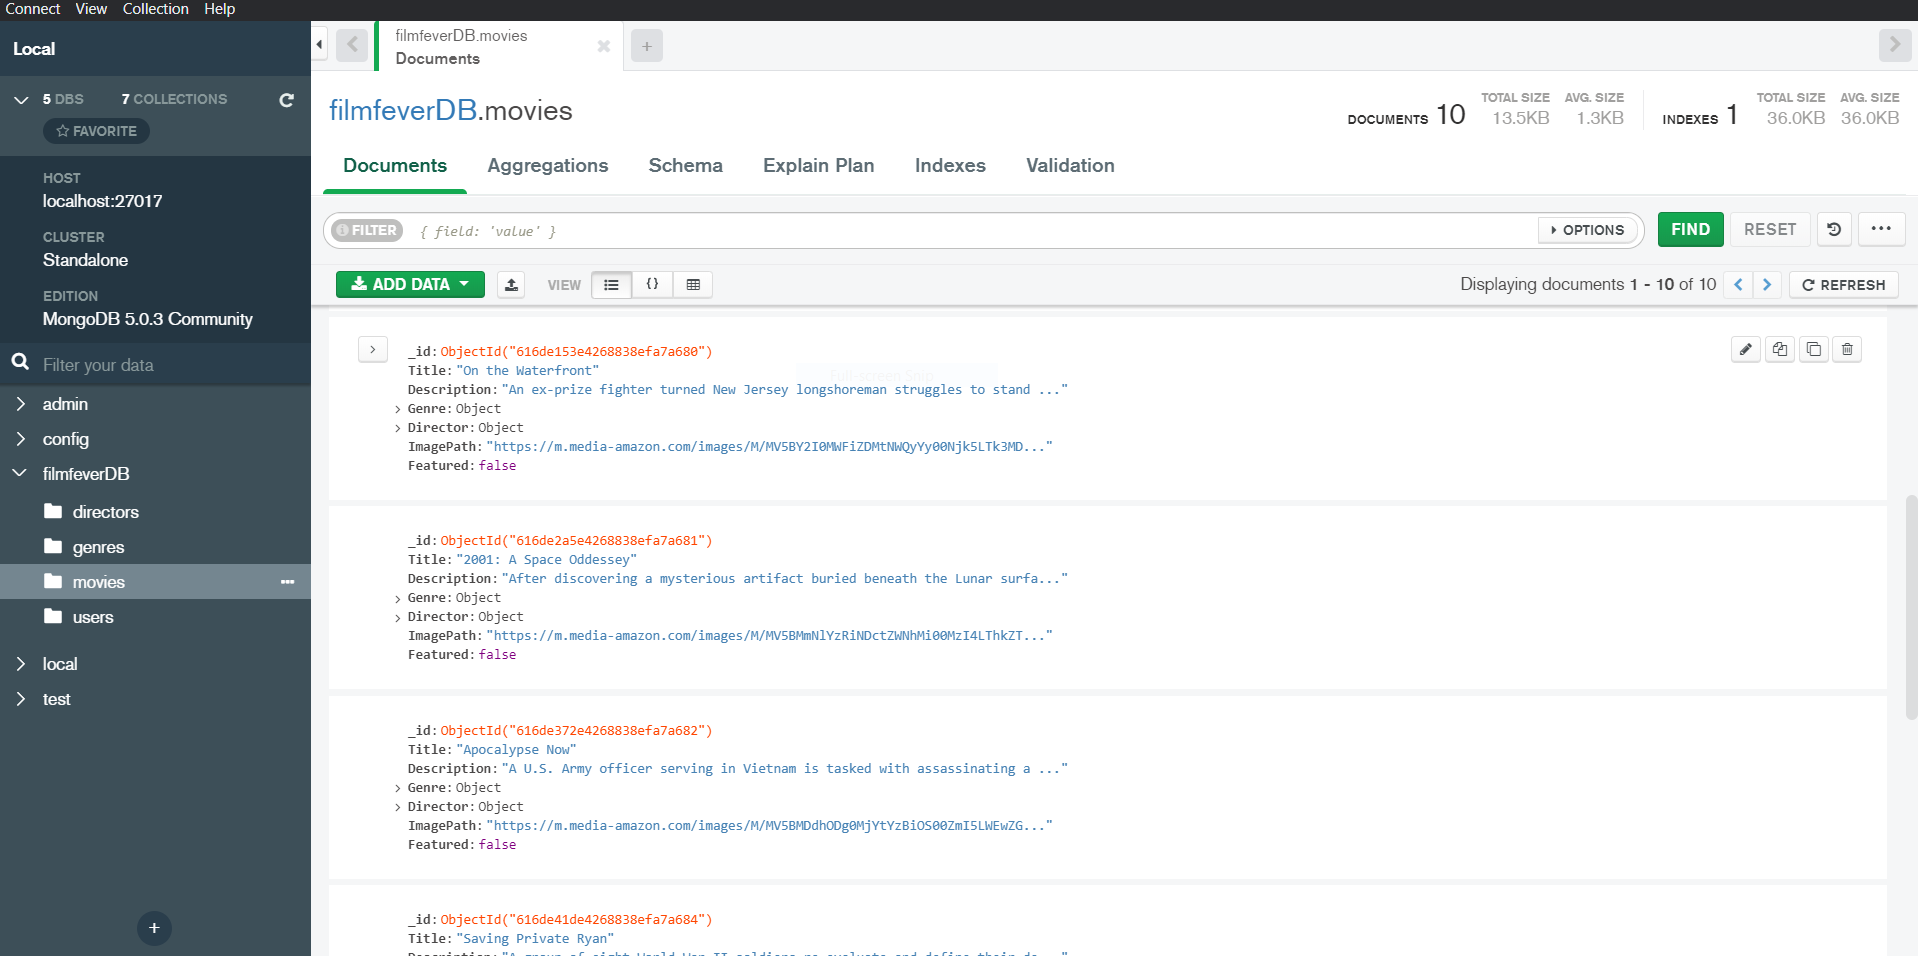 Connect View Collection Help
Local
5 DBS 7 COLLECTIONS
FAVORITE
HOST
localhost:27017
CLUSTER
Standalone
EDITION
MongoDB 5.0.3 Community
Filter your data
admin
config
filmfeverDB
directors
genres
movies
users
local
test
filmfeverDB.movies
Documents
filmfeverDB.movies
DOCUMENTS 10 TOTAL SIZE 13.5KB AVG. SIZE 1.3KB INDEXES 1 TOTAL SIZE 36.0KB AVG. SIZE 36.0KB
Documents Aggregations Schema Explain Plan Indexes Validation
FILTER { field: 'value' } OPTIONS FIND RESET
ADD DATA VIEW Displaying documents 1 - 10 of 10 REFRESH
_id: ObjectId("616de153e4268838efa7a680")
Title: "On the Waterfront"
Full-screen Snip
Description: "An ex-prize fighter turned New Jersey longshoreman struggles to stand ..."
Genre: Object
Director: Object
ImagePath: "https://m.media-amazon.com/images/M/MV5BY2I0MWFiZDMtNWQyYy00Njk5LTk3MD..."
Featured: false
_id: ObjectId("616de2a5e4268838efa7a681")
Title: "2001: A Space Oddessey"
Description: "After discovering a mysterious artifact buried beneath the Lunar surfa..."
Genre: Object
Director: Object
ImagePath: "https://m.media-amazon.com/images/M/MV5BMmNlYzRiNDctZWNhMi00MzI4LThkZT..."
Featured: false
_id: ObjectId("616de372e4268838efa7a682")
Title: "Apocalypse Now"
Description: "A U.S. Army officer serving in Vietnam is tasked with assassinating a ..."
Genre: Object
Director: Object
ImagePath: "https://m.media-amazon.com/images/M/MV5BMDdhODg0MjYtYzBiOS00ZmI5LWEwZG..."
Featured: false
_id: ObjectId("616de41de4268838efa7a684")
Title: "Saving Private Ryan"